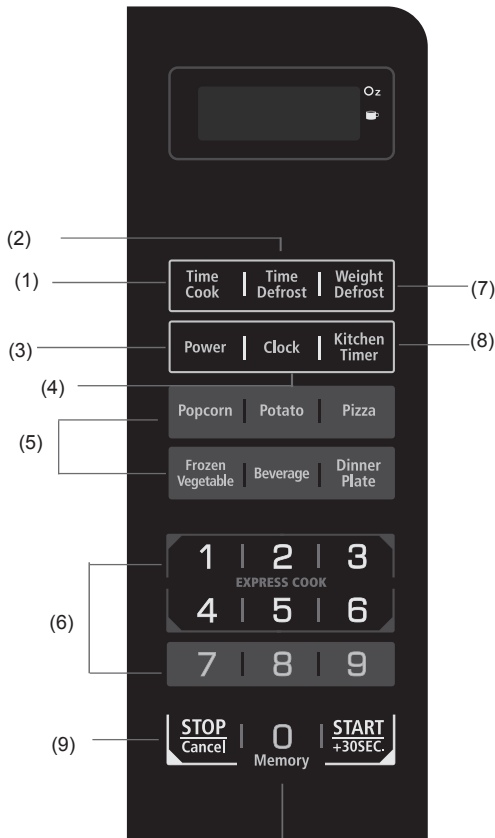 Oz
(2)
(1)
Time Cook
Time Defrost
Weight Defrost
(7)
(3)
Power
Clock
Kitchen Timer
(8)
(4)
(5)
Popcorn
Potato
Pizza
Frozen Vegetable
Beverage
Dinner Plate
(6)
1
2
3
EXPRESS COOK
4
5
6
7
8
9
(9)
STOP
Cancel
0
Memory
START
+30SEC.